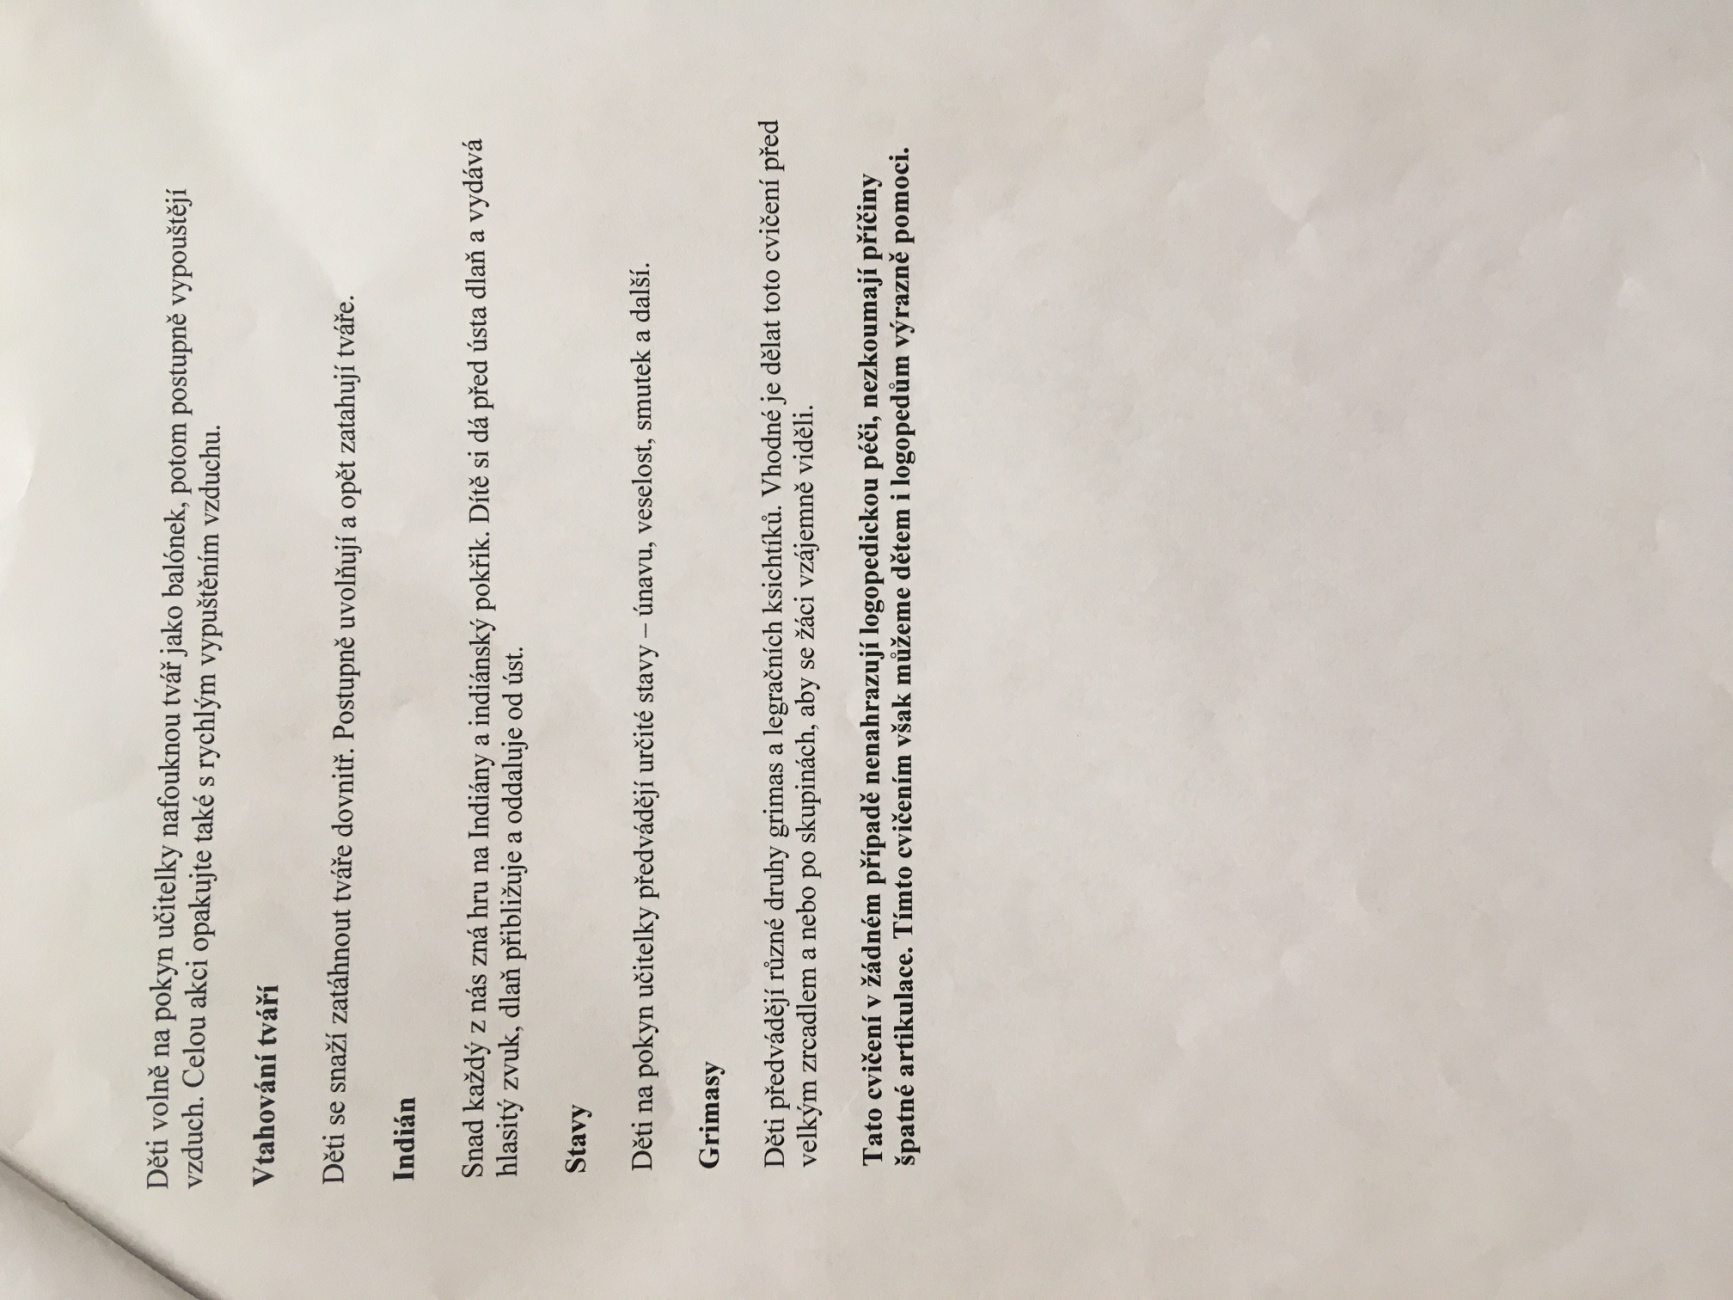 Děti volně na pokyn učitelky nafouknou tvář jako balónek, potom postupně vypouštějí
vzduch. Celou akci opakujte také s rychlým vypuštěním vzduchu.
Vtahování tváří
Děti se snaží zatáhnout tváře dovnitř. Postupně uvolňují a opět zatahují tváře.
Indián
Snad každý z nás zná hru na Indiány a indiánský pokřik. Dítě si dá před ústa dlaň a vydává
hlasitý zvuk, dlaň přibližuje a oddaluje od úst.
Stavy
Děti na pokyn učitelky předvádějí určité stavy – únavu, veselost, smutek a další.
Grimasy
Děti předvádějí různé druhy grimas a legračních ksichtíků. Vhodné je dělat toto cvičení před
velkým zrcadlem a nebo po skupinách, aby se žáci vzájemně viděli.
Tato cvičení v žádném případě nenahrazují logopedickou péči, nezkoumají příčiny
špatné artikulace. Tímto cvičením však můžeme dětem i logopedům výrazně pomoci.